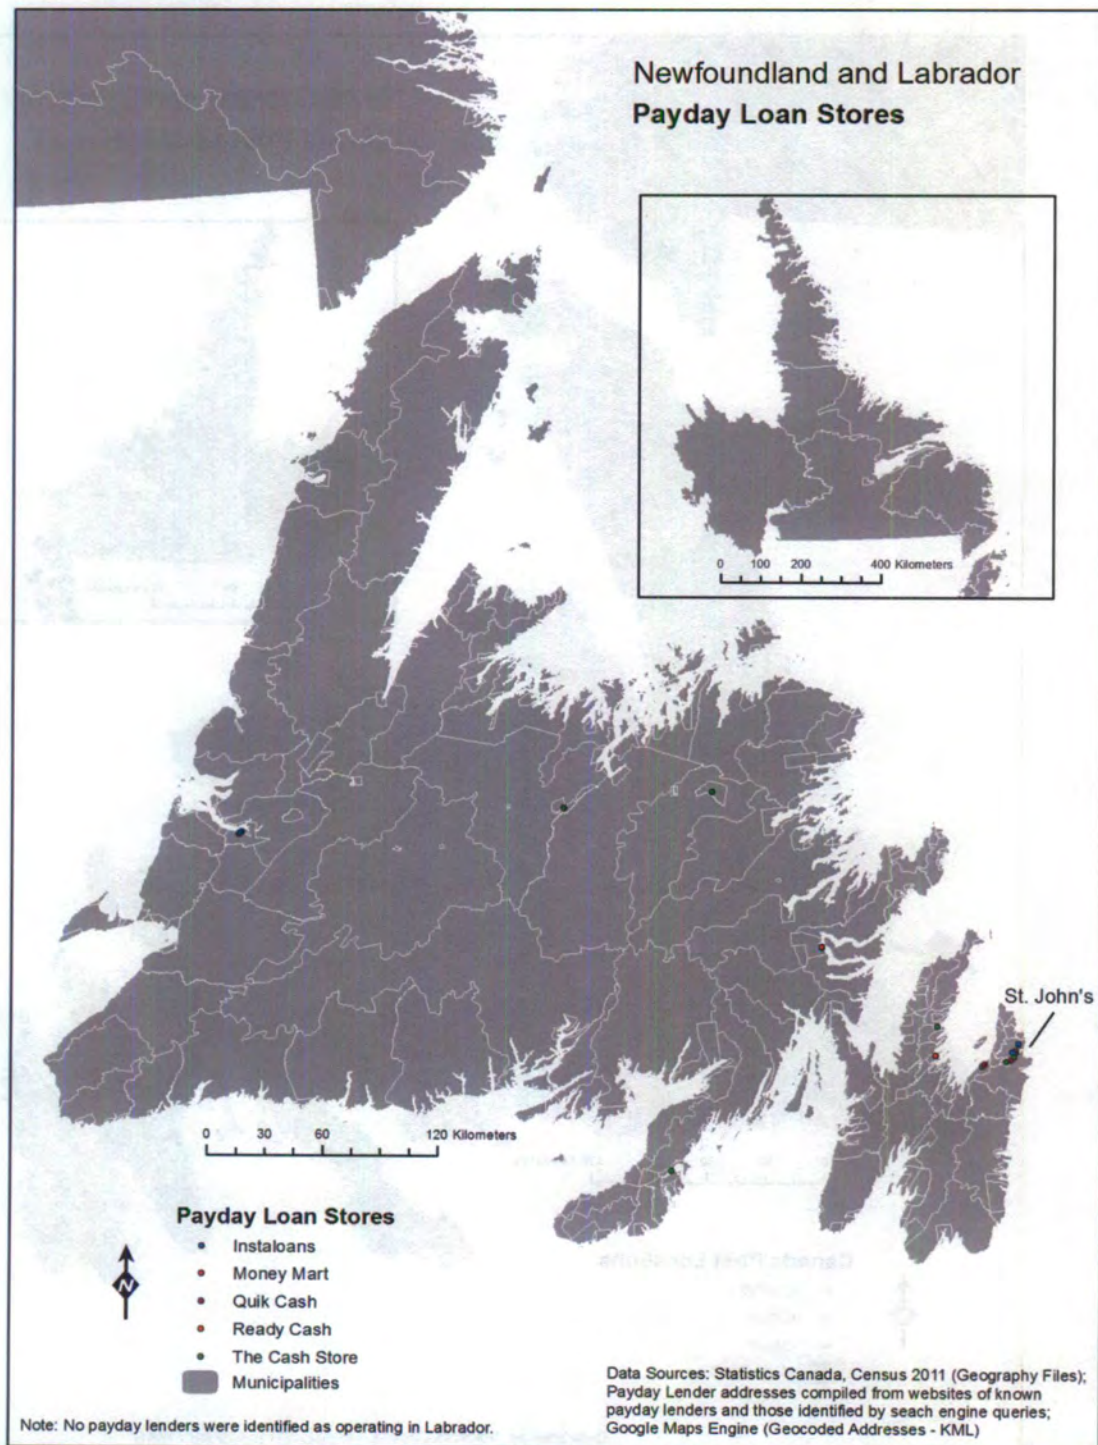 Newfoundland and Labrador
Payday Loan Stores
0 100 200 400 Kilometers
St. John's
0 30 60 120 Kilometers
Payday Loan Stores
Instaloans
Money Mart
Quik Cash
Ready Cash
The Cash Store
Municipalities
N
Note: No payday lenders were identified as operating in Labrador.
Data Sources: Statistics Canada, Census 2011 (Geography Files);
Payday Lender addresses compiled from websites of known
payday lenders and those identified by seach engine queries;
Google Maps Engine (Geocoded Addresses - KML)